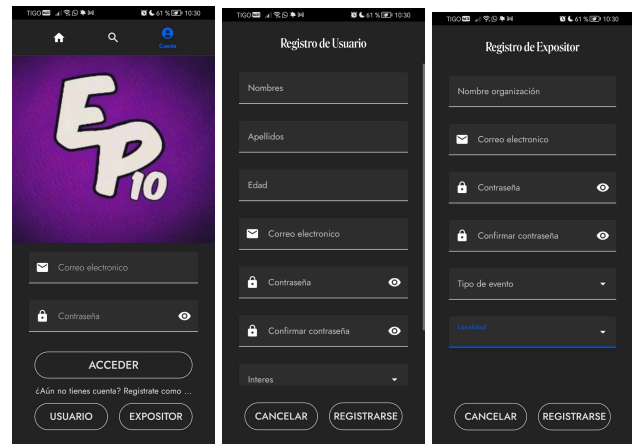 TIGO 61 % 10:30
Cuenta
EP10
Correo electronico
Contraseña
ACCEDER
¿Aún no tienes cuenta? Registrate como ...
USUARIO EXPOSITOR
TIGO 61 % 10:30
Registro de Usuario
Nombres
Apellidos
Edad
Correo electronico
Contraseña
Confirmar contraseña
Interes
CANCELAR REGISTRARSE
TIGO 61 % 10:30
Registro de Expositor
Nombre organización
Correo electronico
Contraseña
Confirmar contraseña
Tipo de evento
Localidad
CANCELAR REGISTRARSE